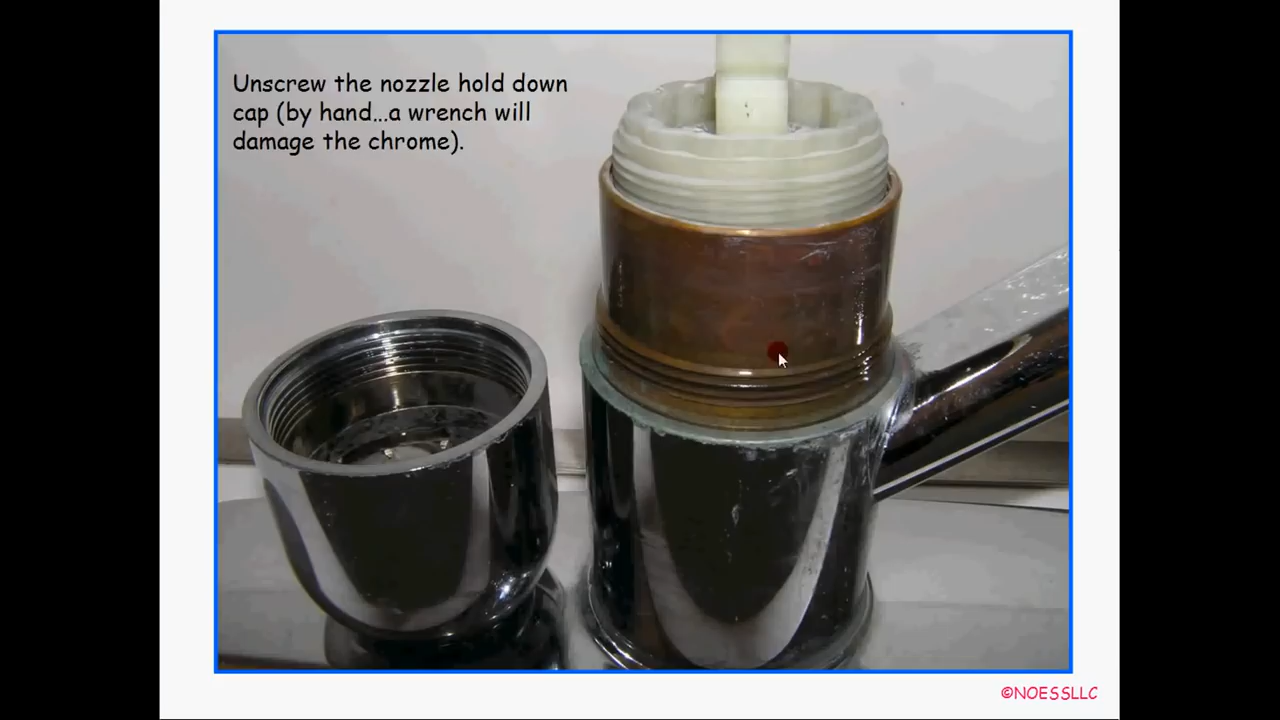 Unscrew the nozzle hold down
cap (by hand...a wrench will
damage the chrome).
©NOESSLLC